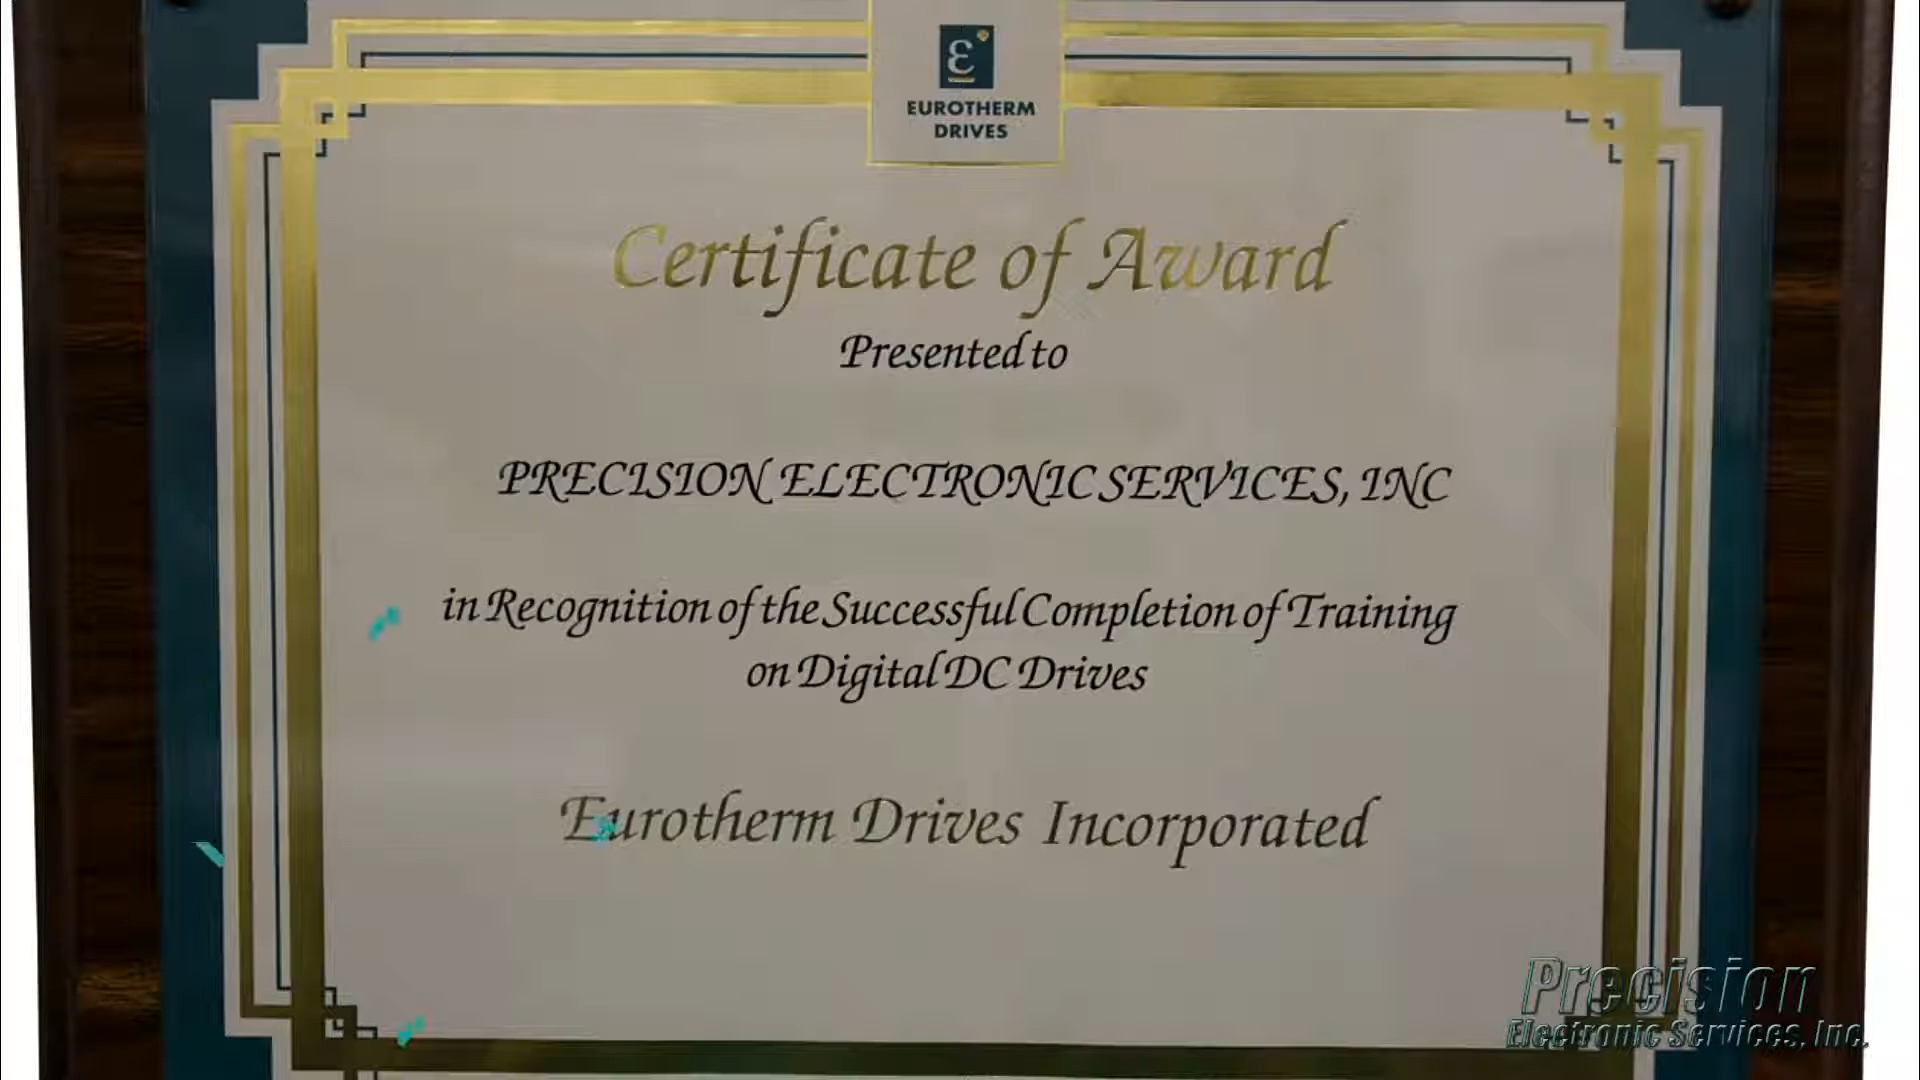 ε
EUROTHERM
DRIVES
Certificate of Award
Presented to
PRECISION ELECTRONIC SERVICES, INC
in Recognition of the Successful Completion of Training
on Digital DC Drives
Eurotherm Drives Incorporated
Precision
Electronic Services, Inc.